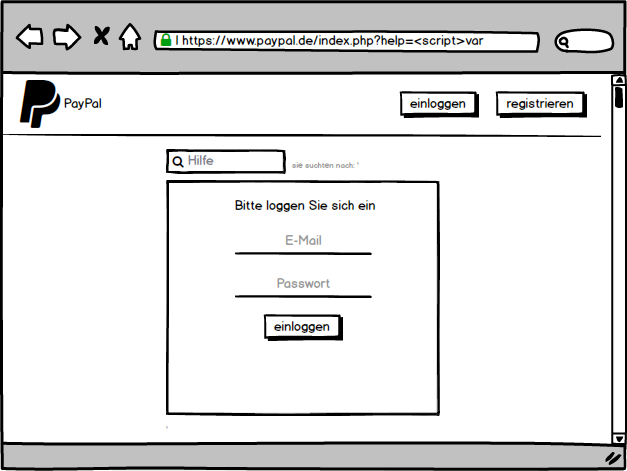 | https://www.paypal.de/index.php?help=<script>var
PayPal
einloggen
registrieren
Hilfe
sie suchten nach: '
Bitte loggen Sie sich ein
E-Mail
Passwort
einloggen